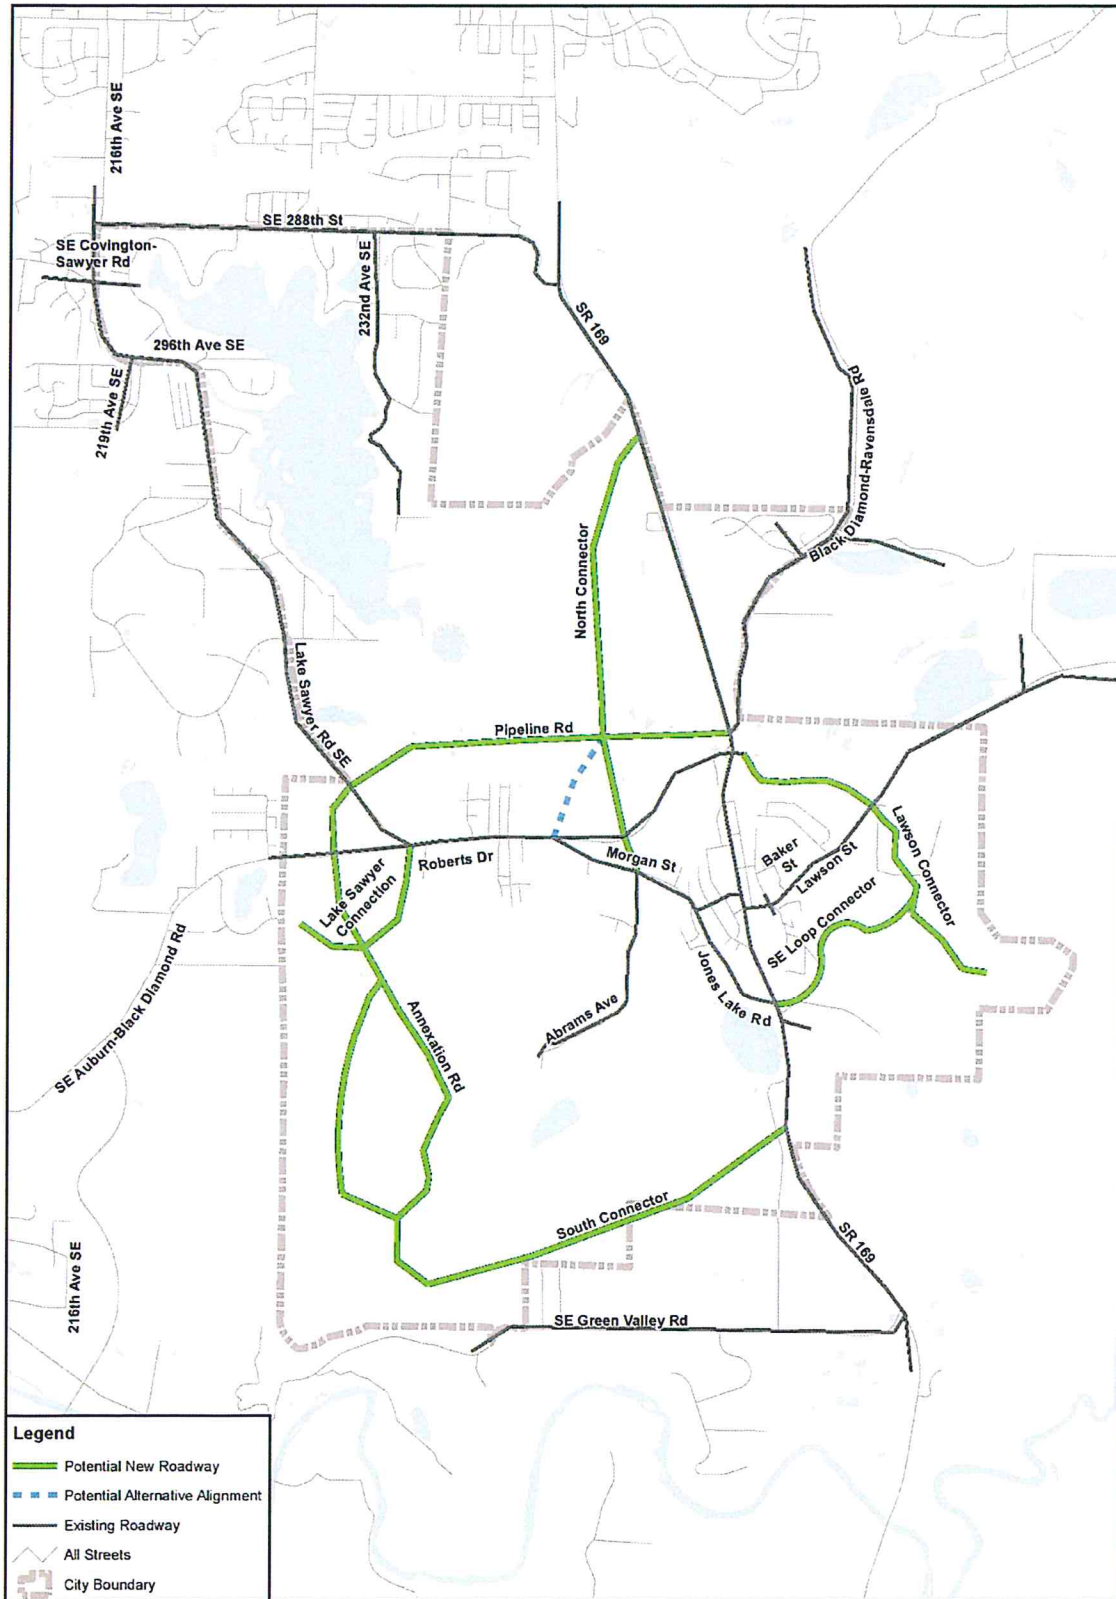 216th Ave SE
SE 288th St
SE Covington-
Sawyer Rd
232nd Ave SE
SR 169
296th Ave SE
219th Ave SE
Black Diamond-Ravensdale Rd
North Connector
Lake Sawyer Rd SE
Pipeline Rd
Roberts Dr
Morgan St
Baker
St
Lawson St
Lawson Connector
Lake Sawyer
Connection
SE Loop Connector
SE Auburn-Black Diamond Rd
Jones Lake Rd
Abrams Ave
Annexation Rd
South Connector
SR 169
216th Ave SE
SE Green Valley Rd
Legend
Potential New Roadway
Potential Alternative Alignment
Existing Roadway
All Streets
City Boundary